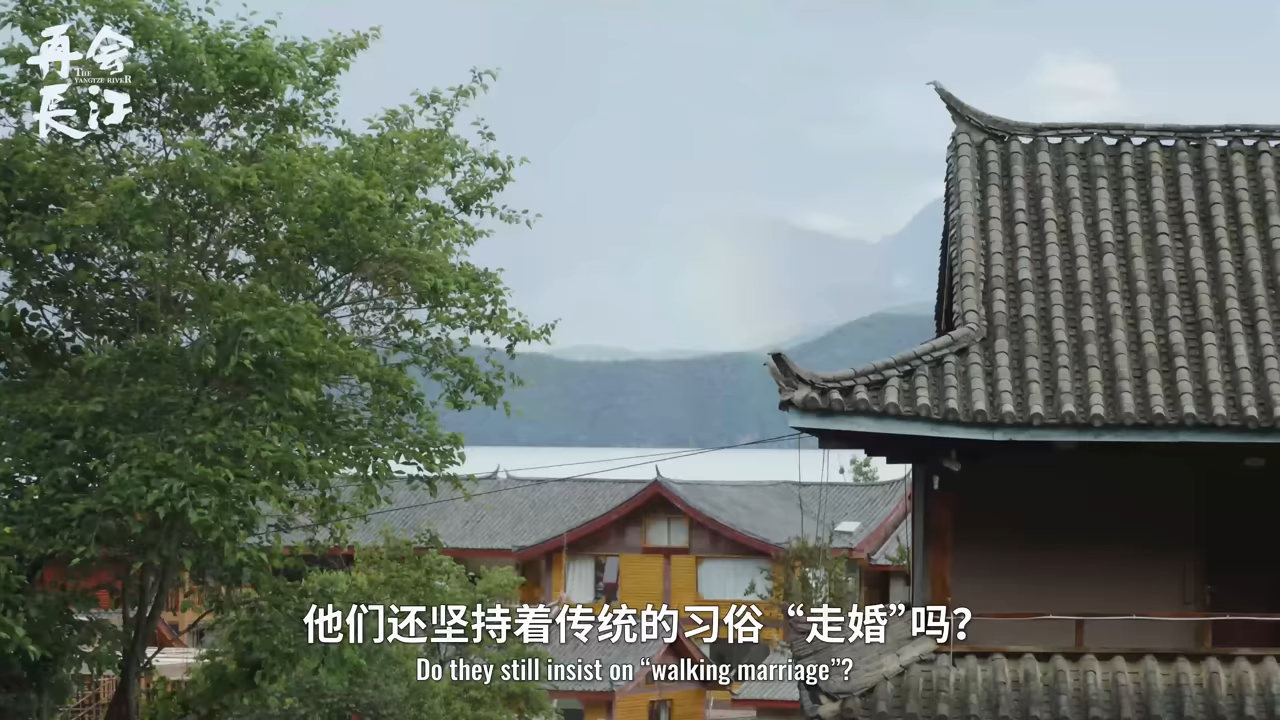 再会
THE
YANGTZE RIVER
长江
他们还坚持着传统的习俗“走婚”吗？
Do they still insist on “walking marriage”?